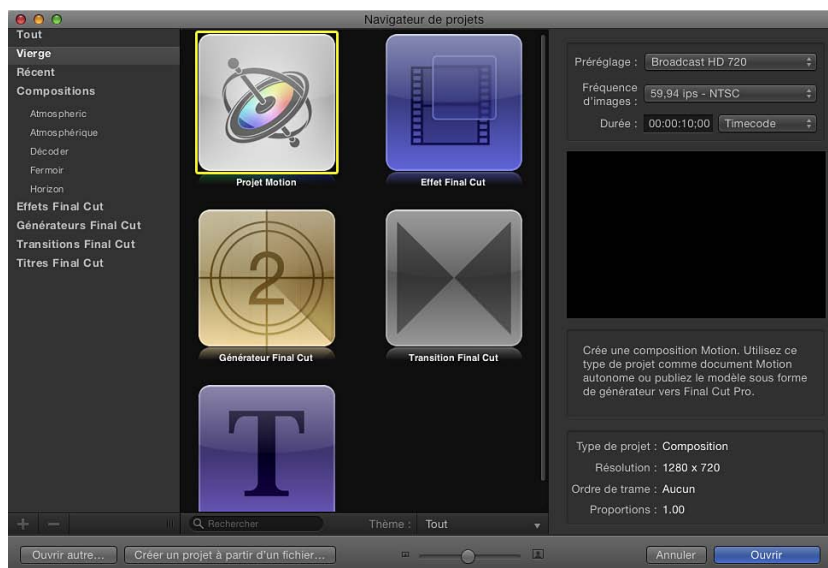 Navigateur de projets
Tout
Vierge
Récent
Compositions
Atmospheric
Atmosphérique
Décoder
Fermoir
Horizon
Effets Final Cut
Générateurs Final Cut
Transitions Final Cut
Titres Final Cut
Projet Motion
Effet Final Cut
2
Générateur Final Cut
Transition Final Cut
T
Rechercher
Thème : Tout
Préréglage : Broadcast HD 720
Fréquence
d'images : 59,94 ips - NTSC
Durée : 00:00:10;00 Timecode
Crée une composition Motion. Utilisez ce
type de projet comme document Motion
autonome ou publiez le modèle sous forme
de générateur vers Final Cut Pro.
Type de projet : Composition
Résolution : 1280 x 720
Ordre de trame : Aucun
Proportions : 1.00
Ouvrir autre...
Créer un projet à partir d'un fichier...
Annuler
Ouvrir